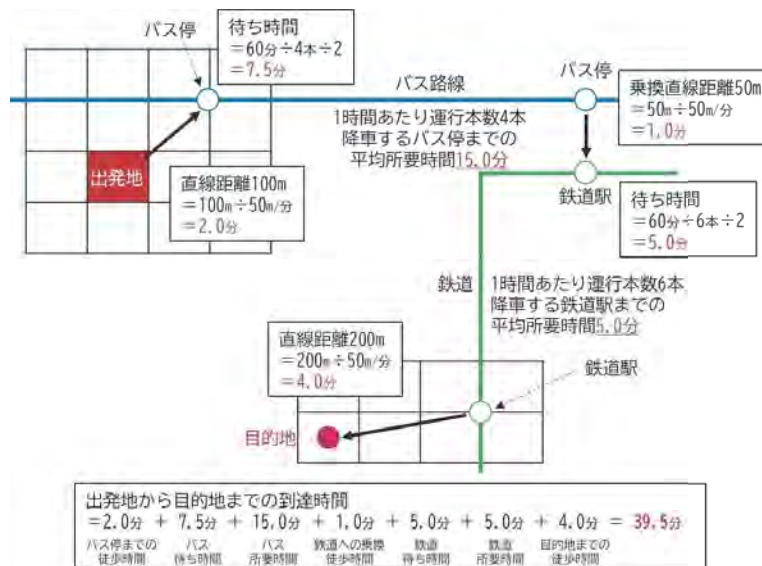 バス停
待ち時間
＝60分÷4本÷2
＝7.5分
バス路線
バス停
乗換直線距離50m
＝50m÷50m/分
＝1.0分
1時間あたり運行本数4本
降車するバス停までの
平均所要時間15.0分
出発地
直線距離100m
＝100m÷50m/分
＝2.0分
鉄道駅
待ち時間
＝60分÷6本÷2
＝5.0分
鉄道
1時間あたり運行本数6本
降車する鉄道駅までの
平均所要時間5.0分
直線距離200m
＝200m÷50m/分
＝4.0分
鉄道駅
目的地
出発地から目的地までの到達時間
＝2.0分 + 7.5分 + 15.0分 + 1.0分 + 5.0分 + 5.0分 + 4.0分 = 39.5分
バス停までの 徒歩時間
バス 待ち時間
バス 所要時間
鉄道への乗換 徒歩時間
鉄道 待ち時間
鉄道 所要時間
目的地までの 徒歩時間